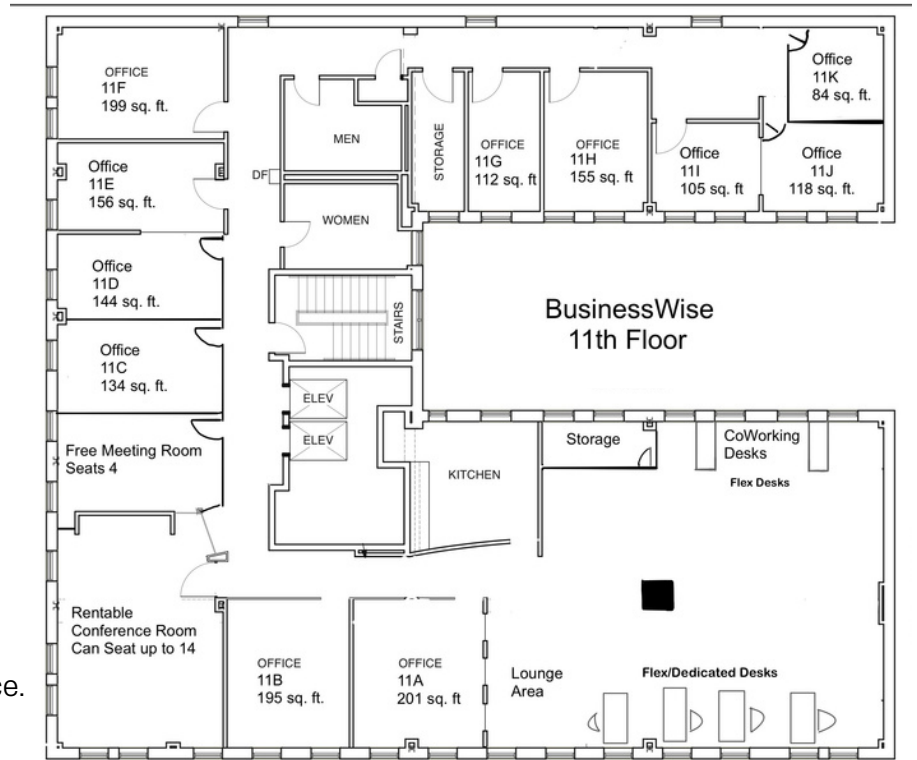 OFFICE
11F
199 sq. ft.
Office
11E
156 sq. ft.
Office
11D
144 sq. ft.
Office
11C
134 sq. ft.
Free Meeting Room
Seats 4
Rentable
Conference Room
Can Seat up to 14
ce.
MEN
DF
WOMEN
STAIRS
ELEV
ELEV
STORAGE
OFFICE
11G
112 sq. ft
OFFICE
11H
155 sq. ft.
Office
11I
105 sq. ft
Office
11J
118 sq. ft.
Office
11K
84 sq. ft.
BusinessWise
11th Floor
KITCHEN
Storage
CoWorking
Desks
Flex Desks
OFFICE
11B
195 sq. ft.
OFFICE
11A
201 sq. ft
Lounge
Area
Flex/Dedicated Desks